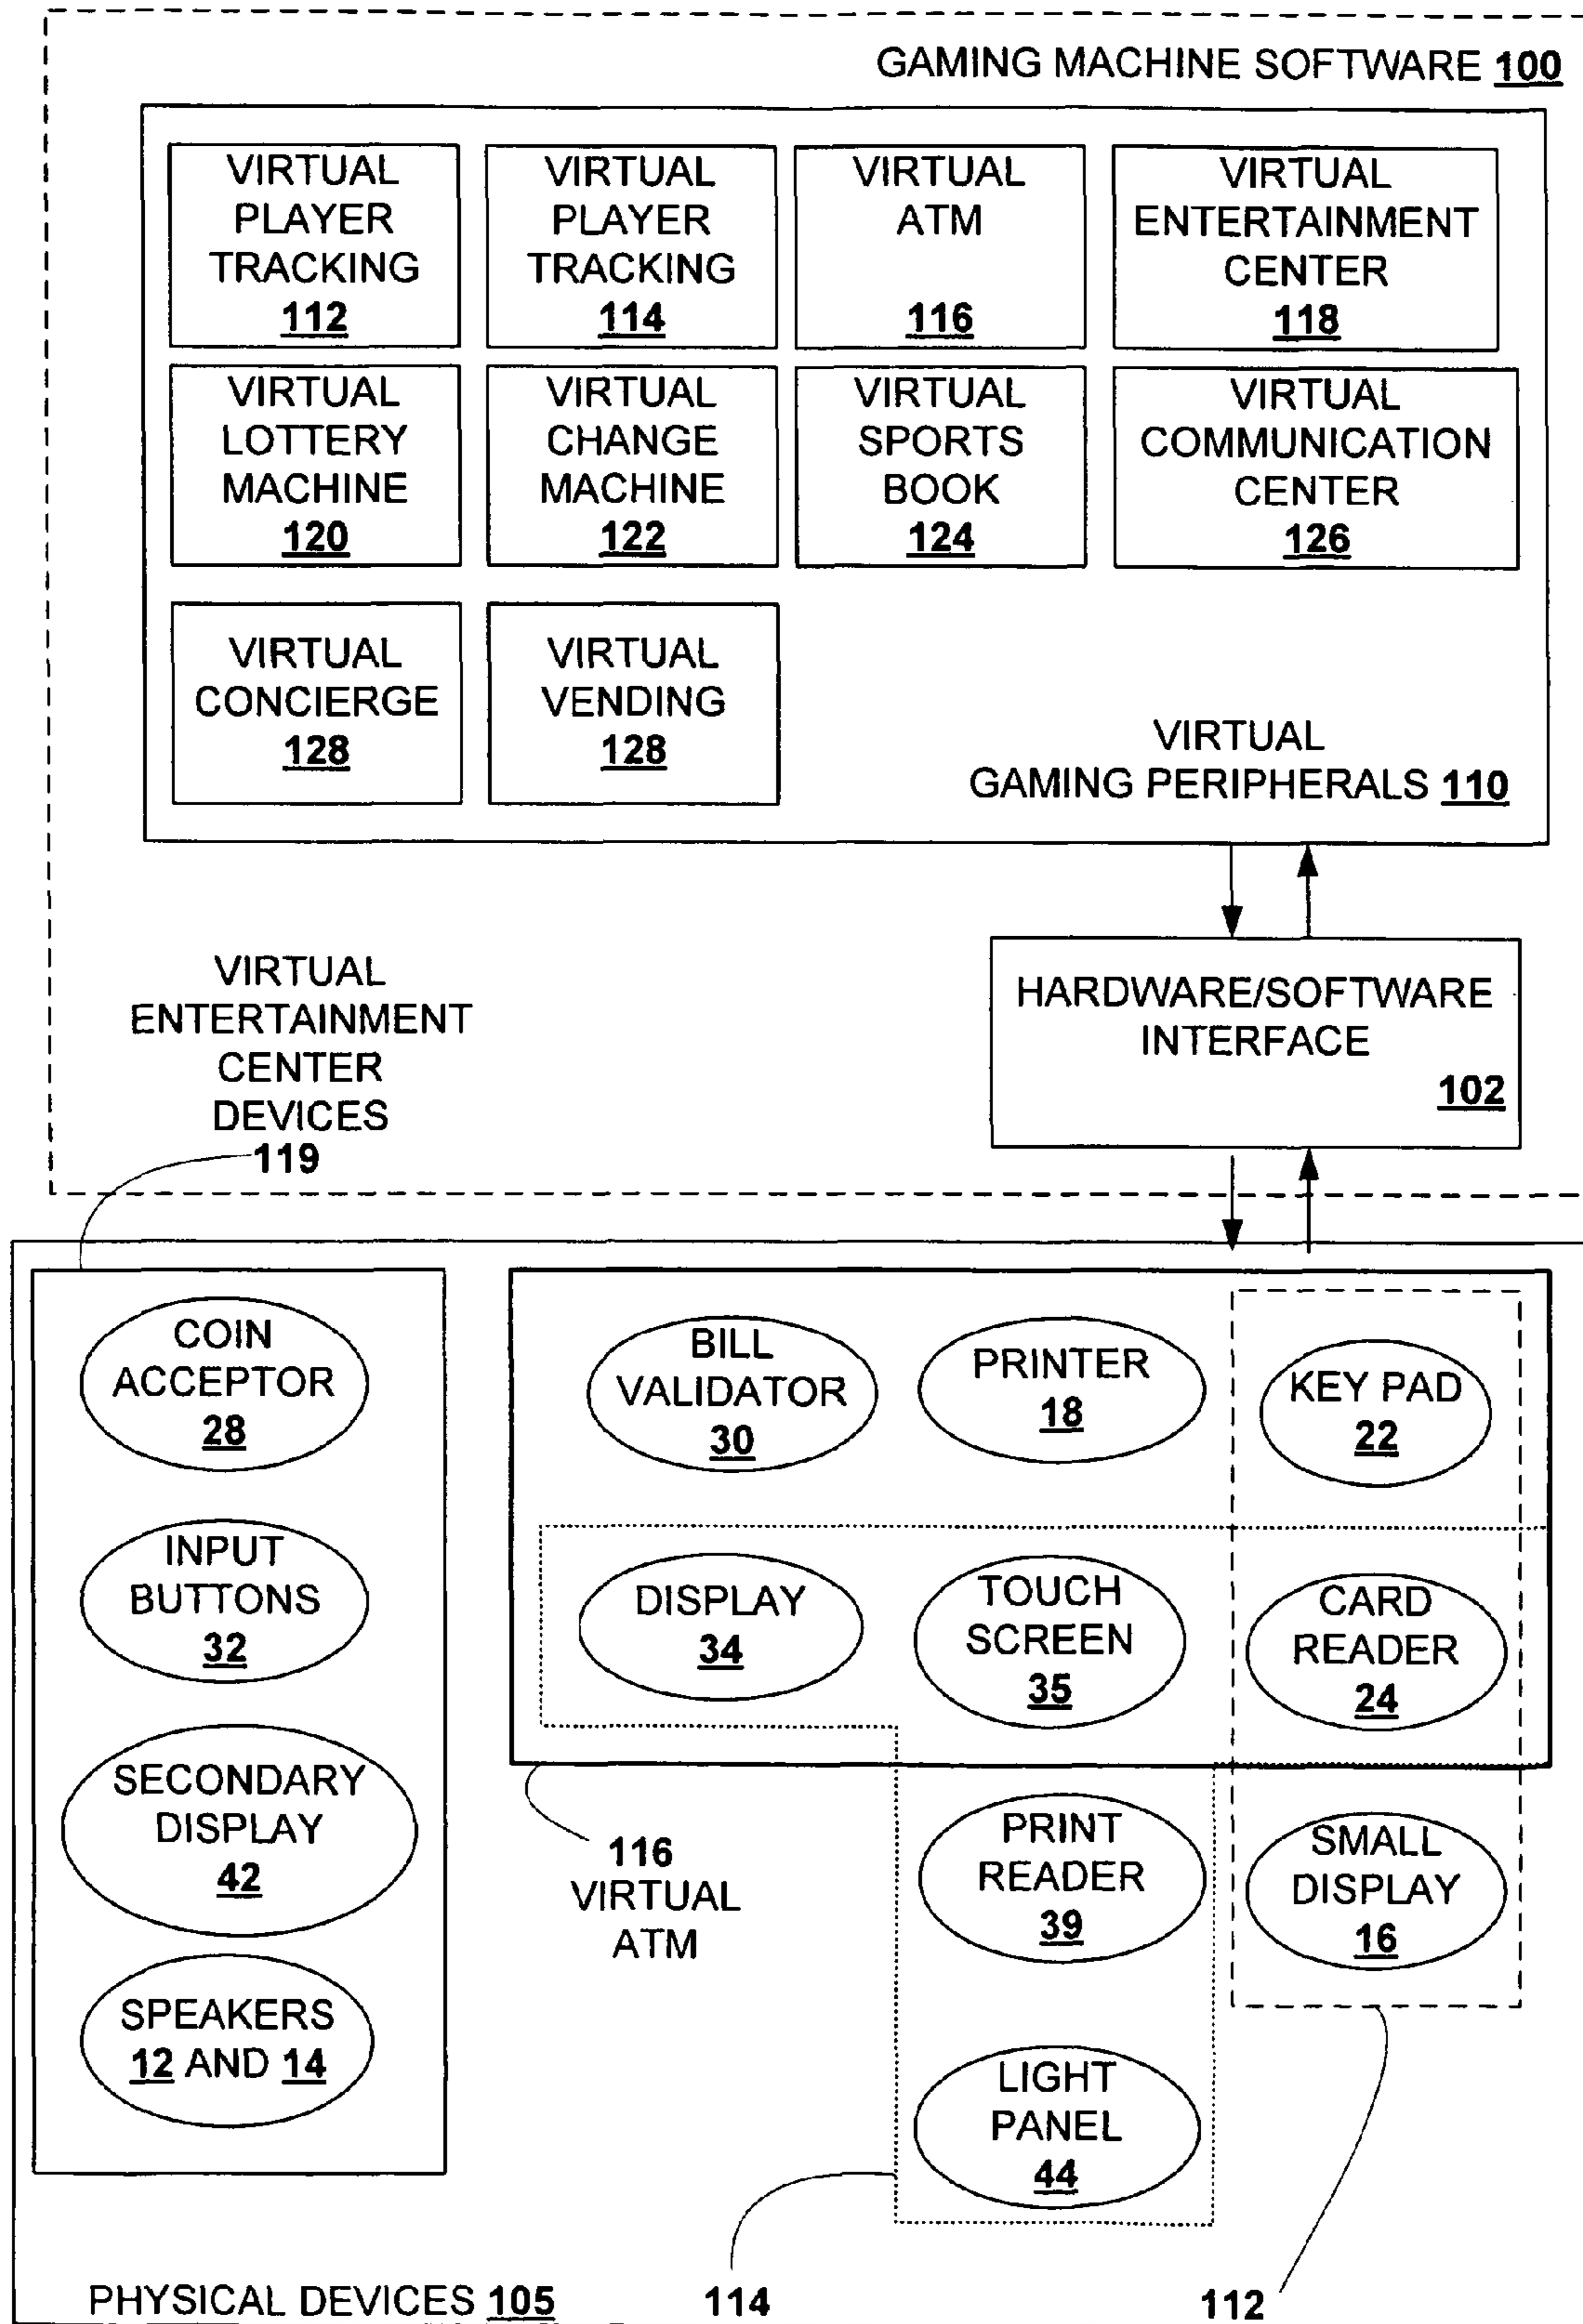 GAMING MACHINE SOFTWARE 100
VIRTUAL
PLAYER
TRACKING
112
VIRTUAL
PLAYER
TRACKING
114
VIRTUAL
ATM
116
VIRTUAL
ENTERTAINMENT
CENTER
118
VIRTUAL
LOTTERY
MACHINE
120
VIRTUAL
CHANGE
MACHINE
122
VIRTUAL
SPORTS
BOOK
124
VIRTUAL
COMMUNICATION
CENTER
126
VIRTUAL
CONCIERGE
128
VIRTUAL
VENDING
128
VIRTUAL
GAMING PERIPHERALS 110
HARDWARE/SOFTWARE
INTERFACE
102
VIRTUAL
ENTERTAINMENT
CENTER
DEVICES
119
COIN
ACCEPTOR
28
INPUT
BUTTONS
32
SECONDARY
DISPLAY
42
SPEAKERS
12 AND 14
BILL
VALIDATOR
30
PRINTER
18
KEY PAD
22
DISPLAY
34
TOUCH
SCREEN
35
CARD
READER
24
116
VIRTUAL
ATM
PRINT
READER
39
SMALL
DISPLAY
16
LIGHT
PANEL
44
PHYSICAL DEVICES 105
114
112